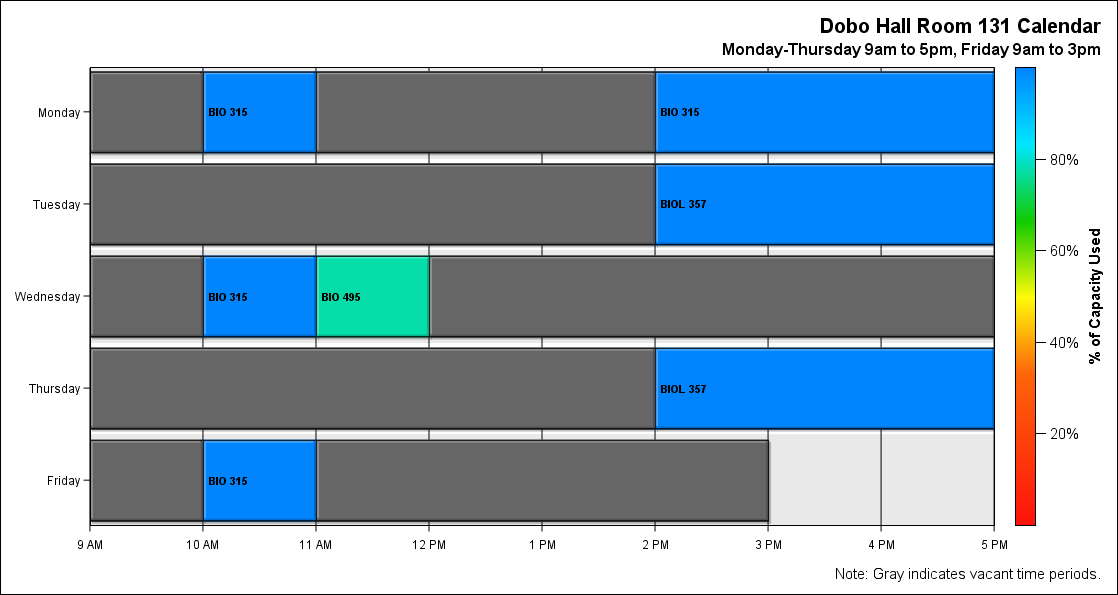 Dobo Hall Room 131 Calendar
Monday-Thursday 9am to 5pm, Friday 9am to 3pm
Monday
BIO 315
BIO 315
Tuesday
BIOL 357
Wednesday
BIO 315
BIO 495
Thursday
BIOL 357
Friday
BIO 315
9 AM
10 AM
11 AM
12 PM
1 PM
2 PM
3 PM
4 PM
5 PM
80%
60%
40%
20%
% of Capacity Used
Note: Gray indicates vacant time periods.